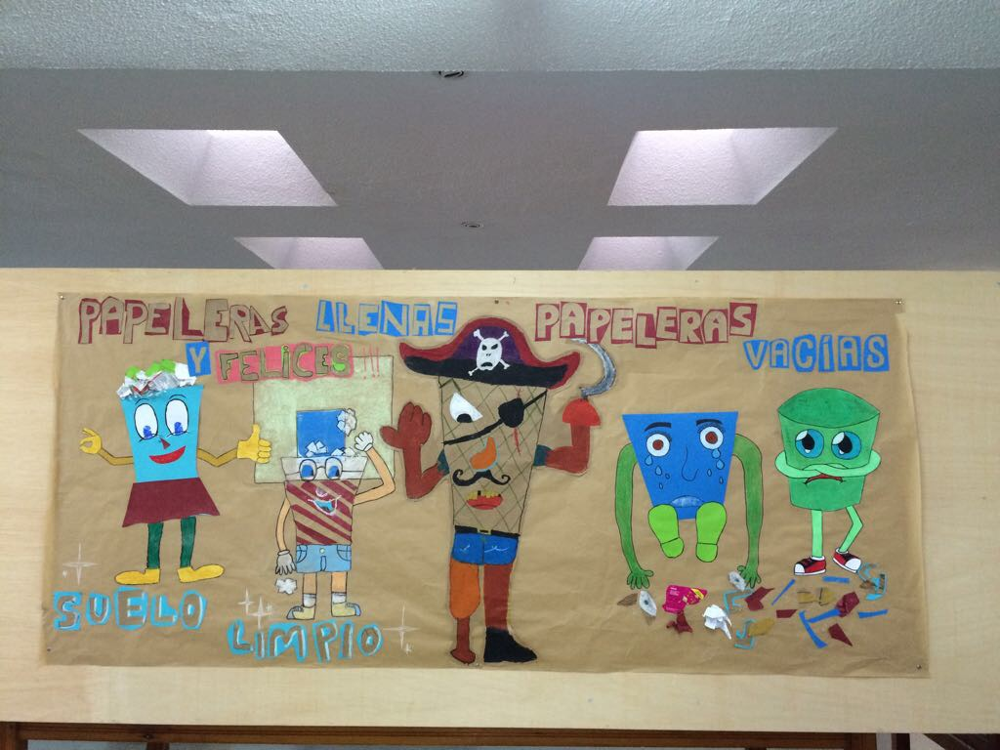 PAPELERAS LLENAS
Y FELICES!!!
PAPELERAS
VACÍAS
SUELO
LIMPIO